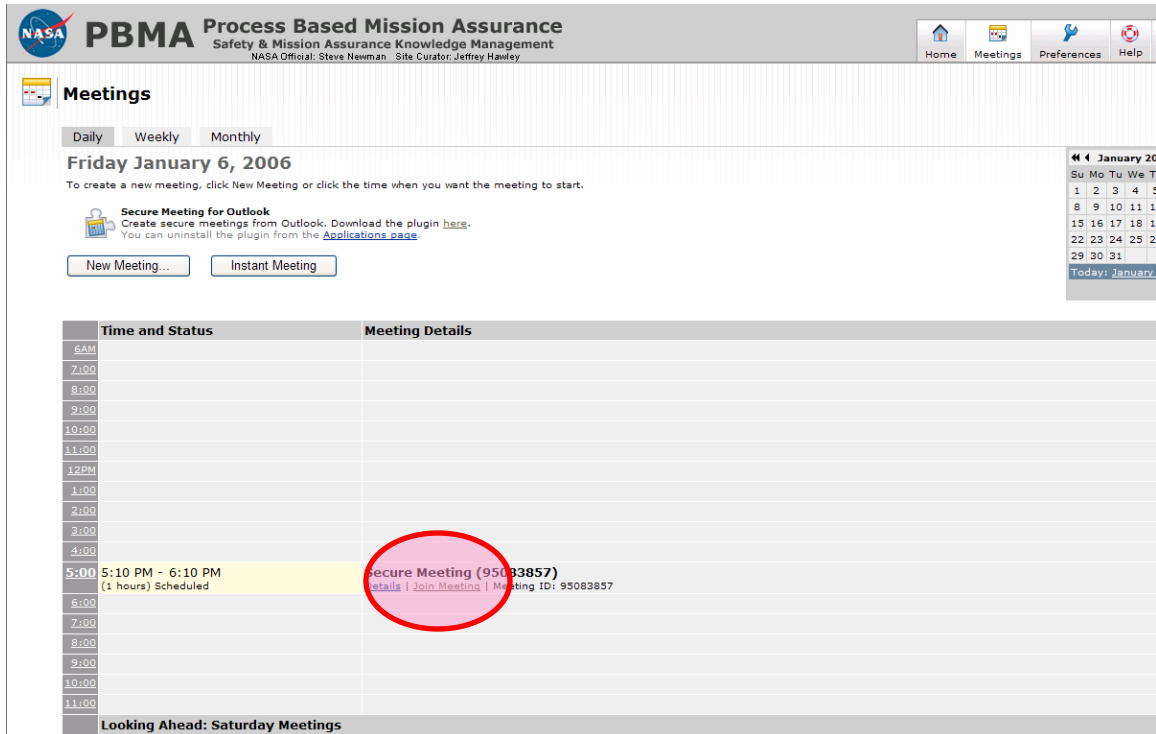 NASA
PBMA Process Based Mission Assurance
Safety & Mission Assurance Knowledge Management
NASA Official: Steve Newman Site Curator: Jeffrey Hawley
Home Meetings Preferences Help
Meetings
Daily Weekly Monthly
Friday January 6, 2006
To create a new meeting, click New Meeting or click the time when you want the meeting to start.
Secure Meeting for Outlook
Create secure meetings from Outlook. Download the plugin here.
You can uninstall the plugin from the Applications page.
New Meeting... Instant Meeting
January 20
Su Mo Tu We T
1 2 3 4 5
8 9 10 11 1
15 16 17 18 1
22 23 24 25 2
29 30 31
Today: January
Time and Status Meeting Details
6AM
7:00
8:00
9:00
10:00
11:00
12PM
1:00
2:00
3:00
4:00
5:00 5:10 PM - 6:10 PM Secure Meeting (95083857)
(1 hours) Scheduled Details | Join Meeting | Meeting ID: 95083857
6:00
7:00
8:00
9:00
10:00
11:00
Looking Ahead: Saturday Meetings